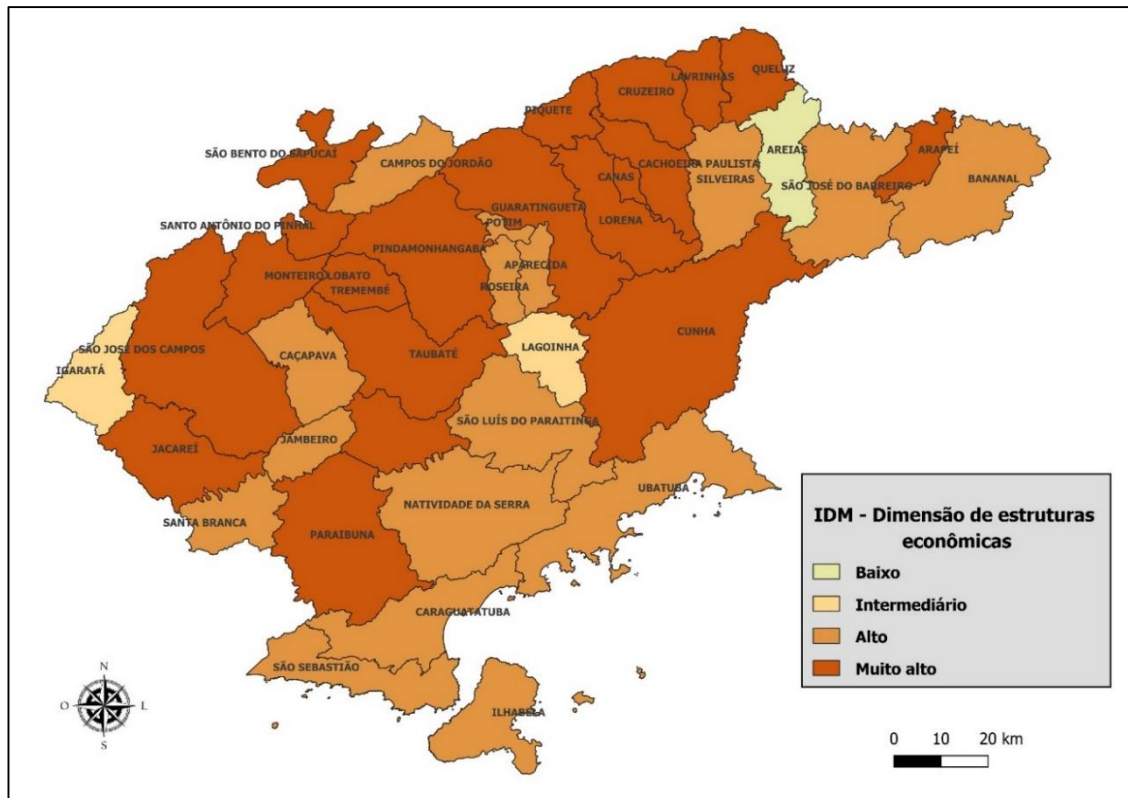 QUELUZ
LAVRINHAS
CRUZEIRO
PIQUETE
SÃO BENTO DO SAPUCAÍ
CAMPOS DO JORDÃO
CACHOEIRA PAULISTA
AREIAS
ARAPEÍ
CANAS
SILVEIRAS
SÃO JOSÉ DO BARREIRO
BANANAL
GUARATINGUETÁ
LORENA
SANTO ANTÔNIO DO PINHAL
POTIM
PINDAMONHANGABA
APARECIDA
MONTEIRO LOBATO
TREMEMBÉ
ROSEIRA
CUNHA
SÃO JOSÉ DOS CAMPOS
CAÇAPAVA
TAUBATÉ
LAGOINHA
IGARATÁ
SÃO LUÍS DO PARAITINGA
JACAREÍ
JAMBEIRO
UBATUBA
NATIVIDADE DA SERRA
SANTA BRANCA
PARAIBUNA
CARAGUATATUBA
SÃO SEBASTIÃO
ILHABELA
IDM - Dimensão de estruturas
econômicas
Baixo
Intermediário
Alto
Muito alto
N
O
L
S
0 10 20 km